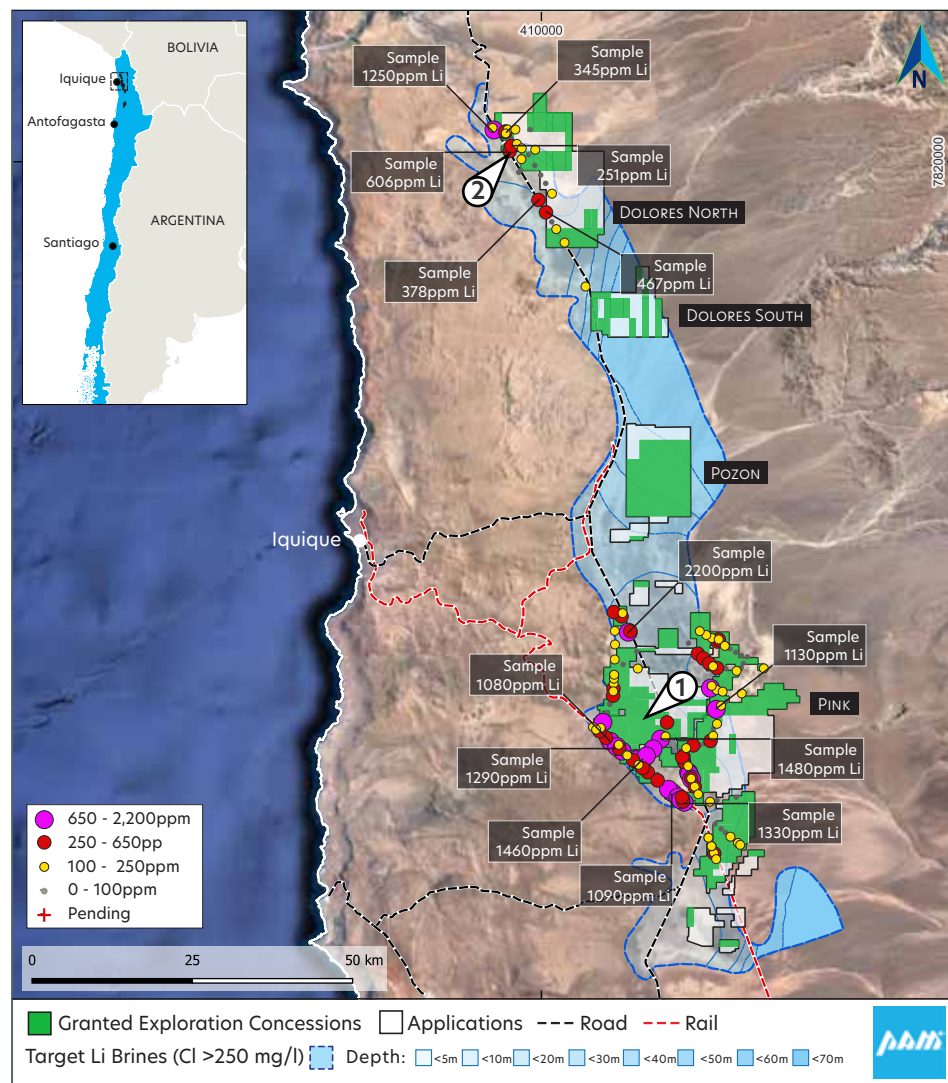 BOLIVIA
Iquique
Antofagasta
ARGENTINA
Santiago
410000
7820000
N
Sample
1250ppm Li
Sample
345ppm Li
Sample
606ppm Li
2
Sample
251ppm Li
DOLORES NORTH
Sample
378ppm Li
Sample
467ppm Li
DOLORES SOUTH
POZON
Iquique
Sample
2200ppm Li
Sample
1130ppm Li
Sample
1080ppm Li
1
PINK
Sample
1290ppm Li
Sample
1480ppm Li
Sample
1460ppm Li
Sample
1330ppm Li
Sample
1090ppm Li
650 - 2,200ppm
250 - 650pp
100 - 250ppm
0 - 100ppm
Pending
0 25 50 km
Granted Exploration Concessions Applications Road Rail
Target Li Brines (Cl >250 mg/l) Depth: <5m <10m <20m <30m <40m <50m <60m <70m
pam